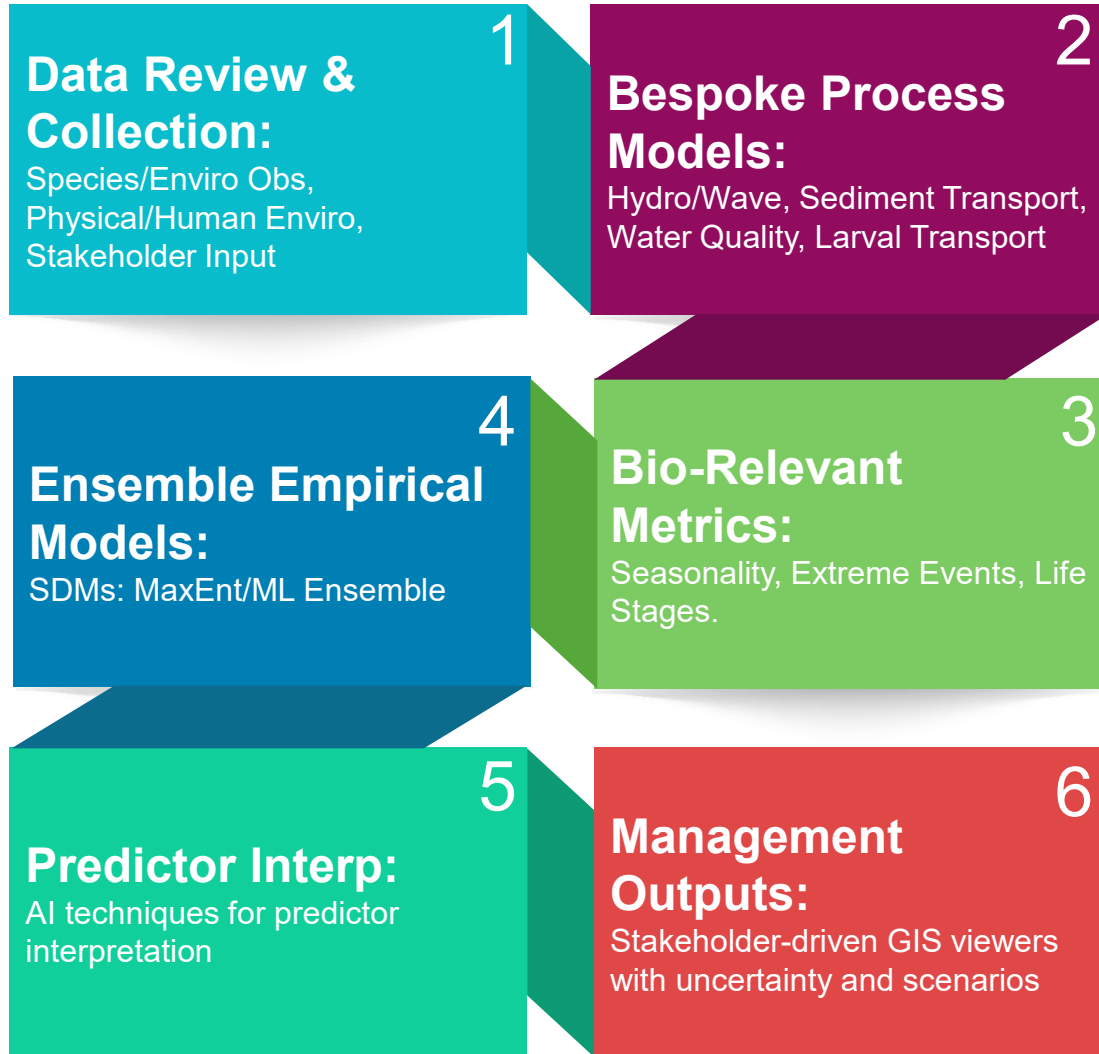 1
Data Review &
Collection:
Species/Enviro Obs,
Physical/Human Enviro,
Stakeholder Input
2
Bespoke Process
Models:
Hydro/Wave, Sediment Transport,
Water Quality, Larval Transport
3
Bio-Relevant
Metrics:
Seasonality, Extreme Events, Life
Stages.
4
Ensemble Empirical
Models:
SDMs: MaxEnt/ML Ensemble
5
Predictor Interp:
AI techniques for predictor
interpretation
6
Management
Outputs:
Stakeholder-driven GIS viewers
with uncertainty and scenarios